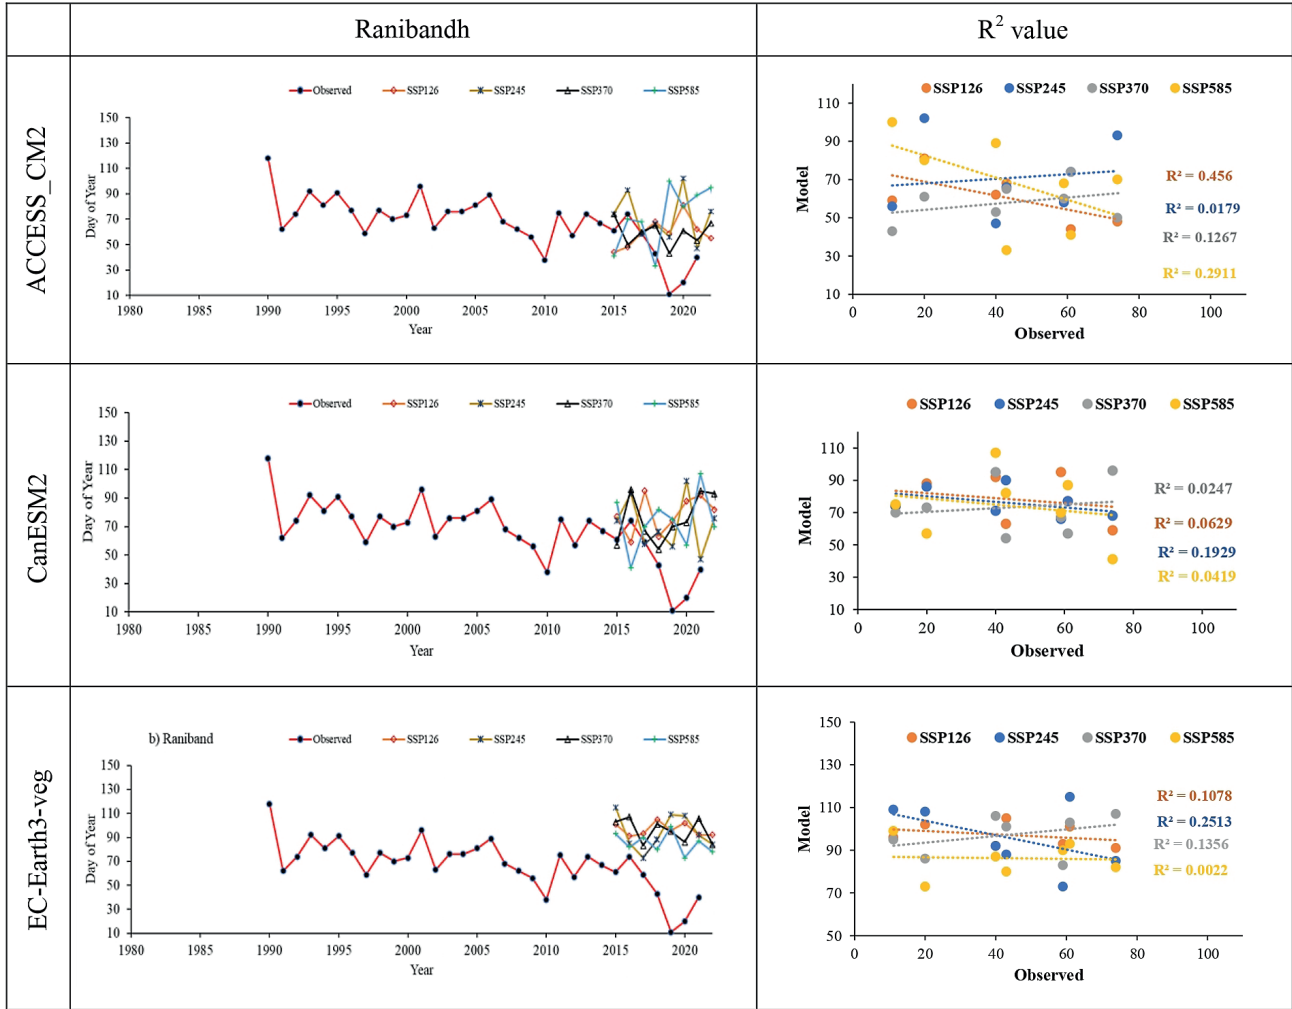 Ranibandh
R² value
ACCESS_CM2
Observed SSP126 SSP245 SSP370 SSP585
150
130
110
90
70
50
30
10
Day of Year
1980 1985 1990 1995 2000 2005 2010 2015 2020
Year
SSP126 SSP245 SSP370 SSP585
110
90
70
50
30
10
Model
R² = 0.456
R² = 0.0179
R² = 0.1267
R² = 0.2911
0 20 40 60 80 100
Observed
CanESM2
Observed SSP126 SSP245 SSP370 SSP585
150
130
110
90
70
50
30
10
Day of Year
1980 1985 1990 1995 2000 2005 2010 2015 2020
Year
SSP126 SSP245 SSP370 SSP585
110
90
70
50
30
10
Model
R² = 0.0247
R² = 0.0629
R² = 0.1929
R² = 0.0419
0 20 40 60 80 100
Observed
EC-Earth3-veg
b) Raniband
Observed SSP126 SSP245 SSP370 SSP585
150
130
110
90
70
50
30
10
Day of Year
1980 1985 1990 1995 2000 2005 2010 2015 2020
Year
SSP126 SSP245 SSP370 SSP585
150
130
110
90
70
50
Model
R² = 0.1078
R² = 0.2513
R² = 0.1356
R² = 0.0022
0 20 40 60 80 100
Observed